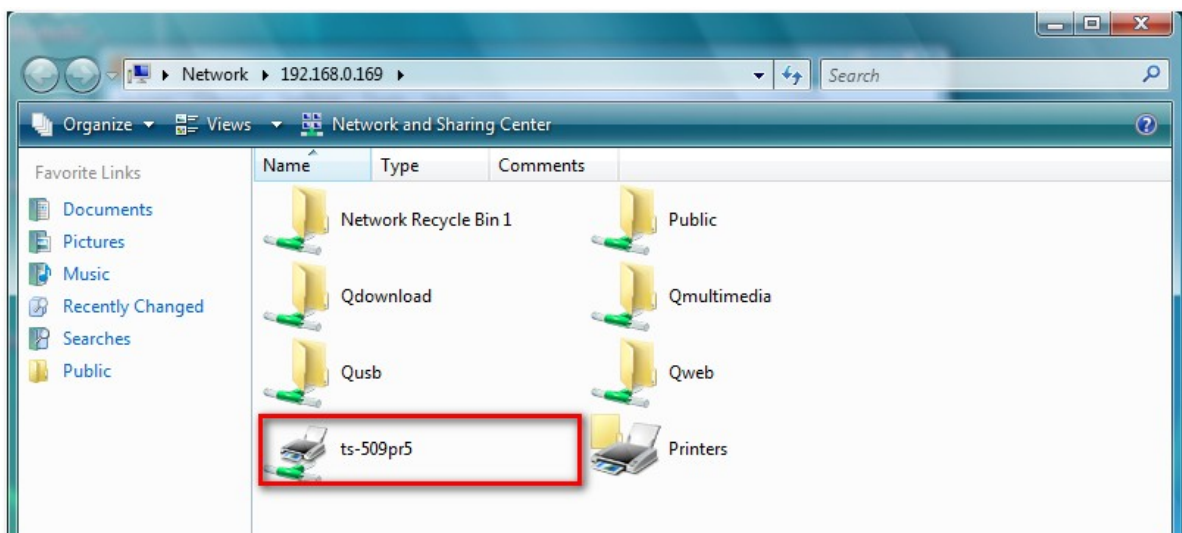 Network 192.168.0.169
Search
Organize Views Network and Sharing Center
Favorite Links
Documents
Pictures
Music
Recently Changed
Searches
Public
Name Type Comments
Network Recycle Bin 1 Public
Qdownload Qmultimedia
Qusb Qweb
ts-509pr5 Printers